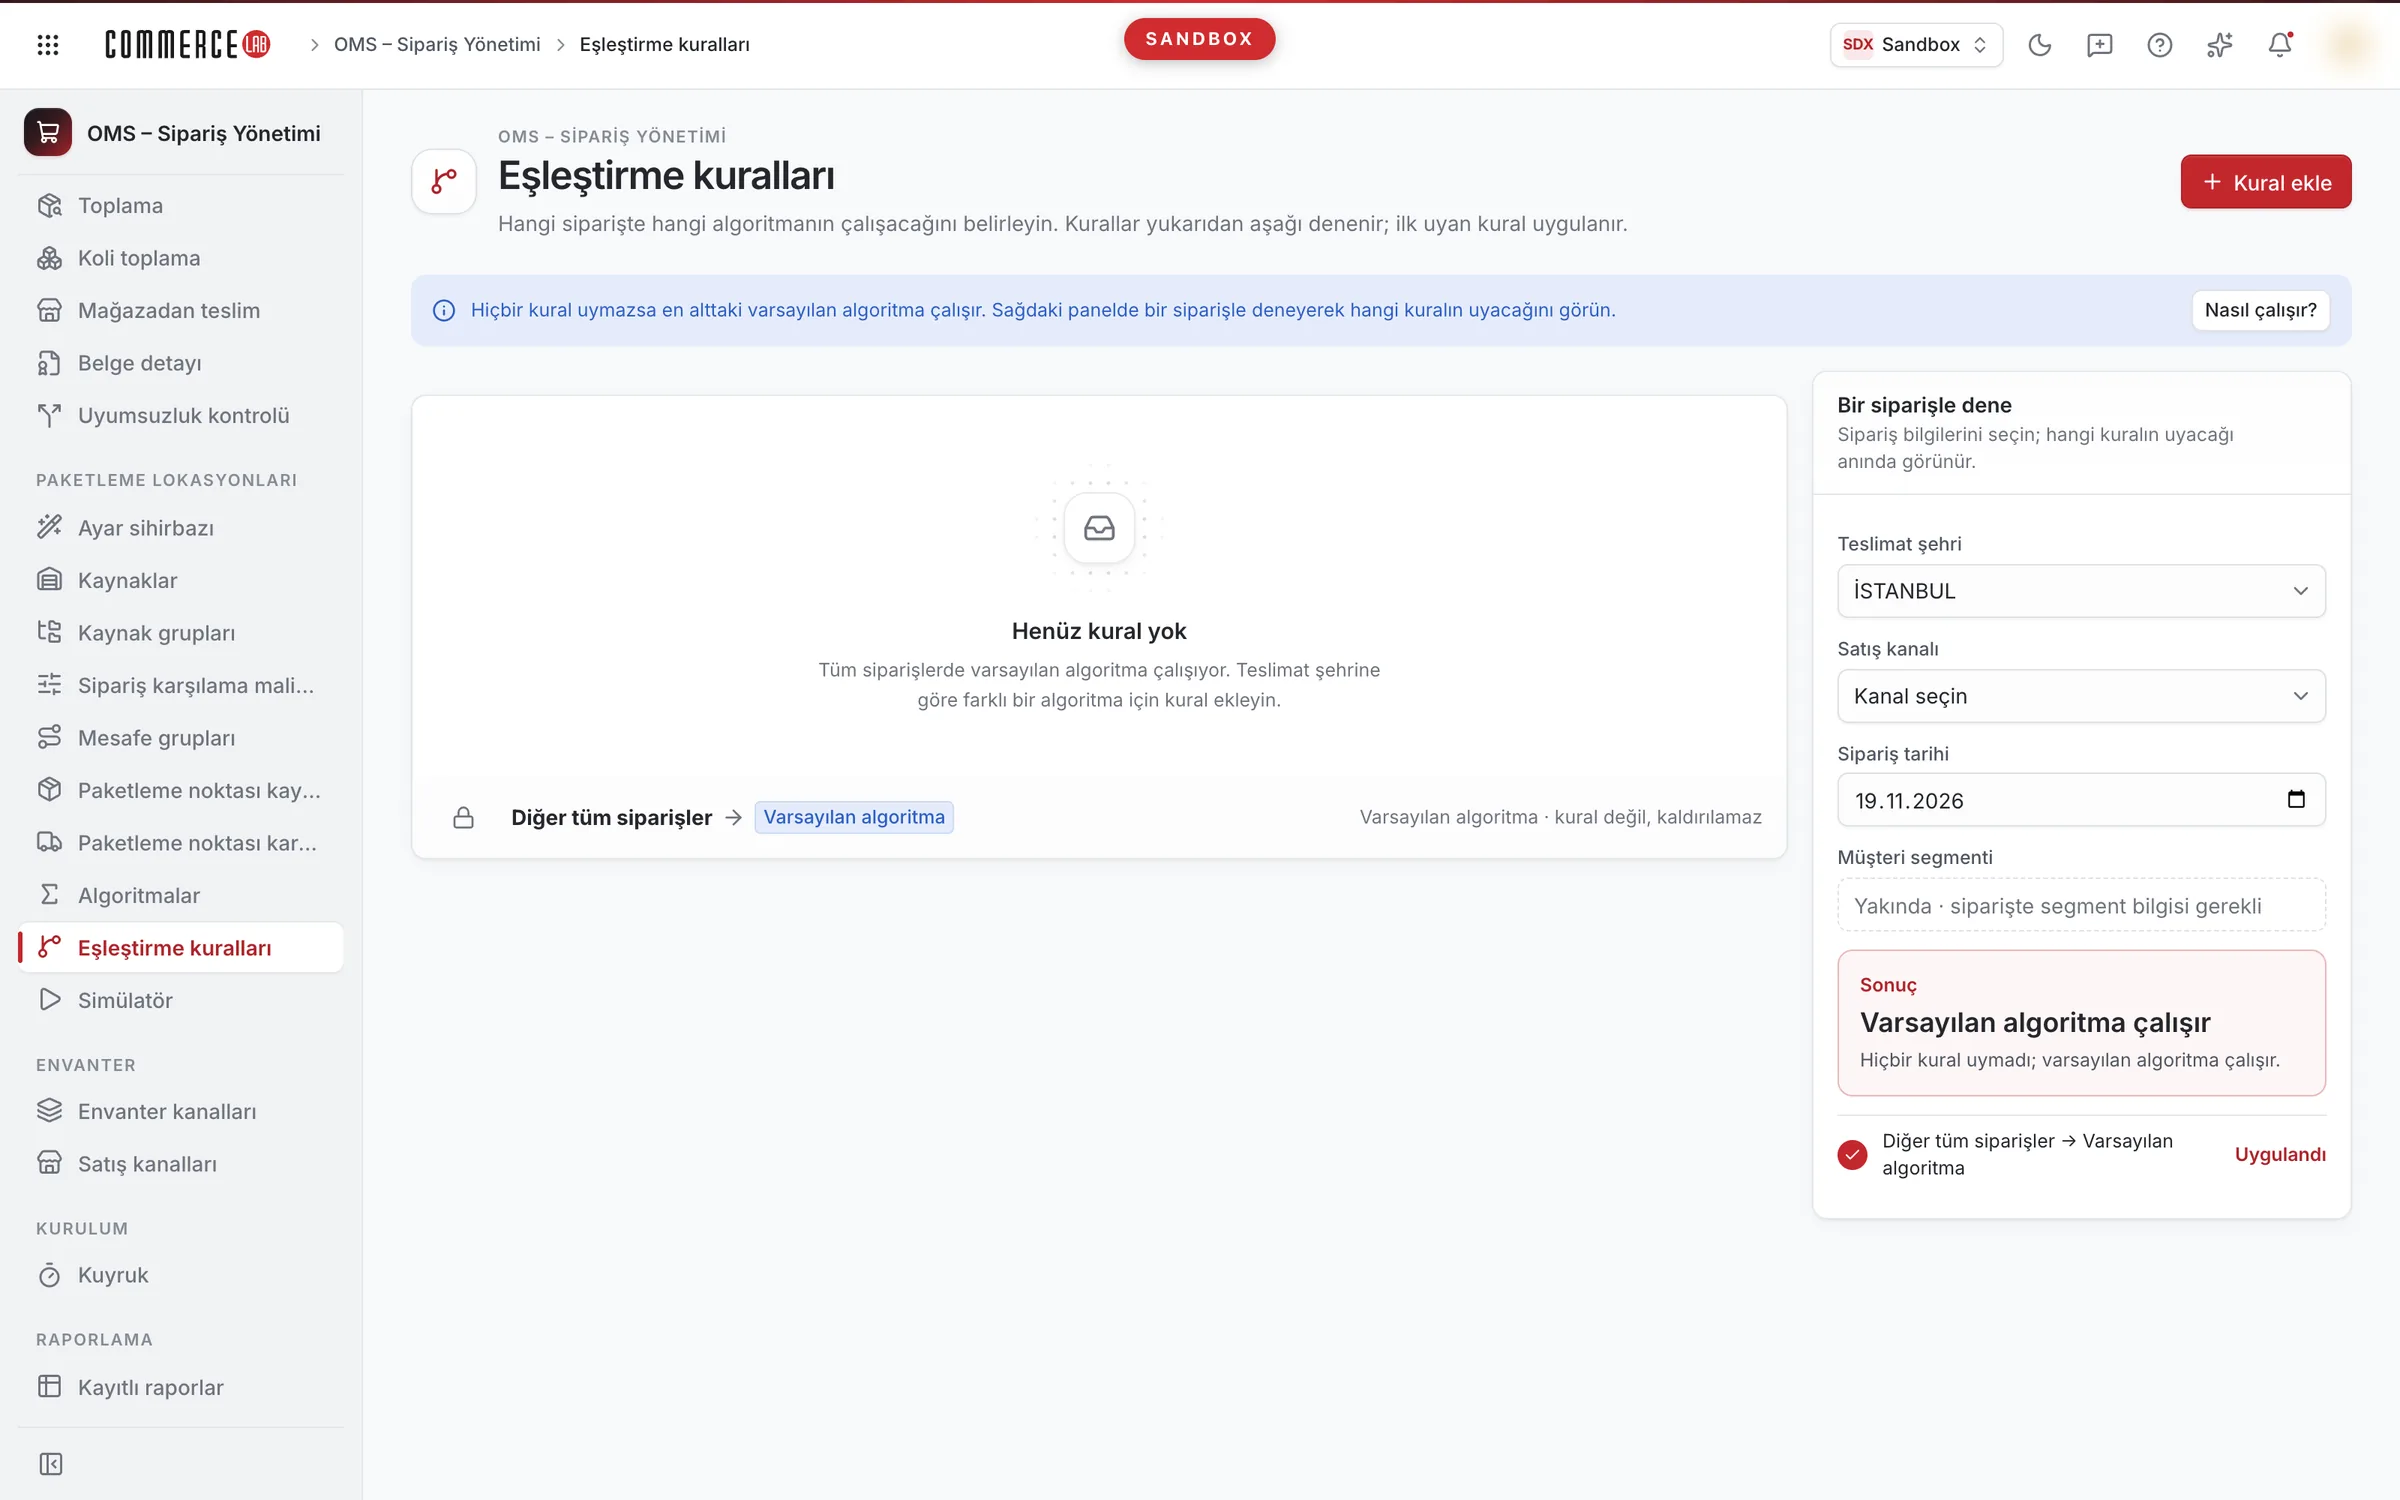 COMMERCE LAB
OMS – Sipariş Yönetimi
Eşleştirme kuralları
SANDBOX
SDX Sandbox
OMS – Sipariş Yönetimi
Toplama
Koli toplama
Mağazadan teslim
Belge detayı
Uyumsuzluk kontrolü
PAKETLEME LOKASYONLARI
Ayar sihirbazı
Kaynaklar
Kaynak grupları
Sipariş karşılama mali...
Mesafe grupları
Paketleme noktası kay...
Paketleme noktası kar...
Algoritmalar
Eşleştirme kuralları
Simülatör
ENVANTER
Envanter kanalları
Satış kanalları
KURULUM
Kuyruk
RAPORLAMA
Kayıtlı raporlar
OMS – SİPARİŞ YÖNETİMİ
Eşleştirme kuralları
Hangi siparişte hangi algoritmanın çalışacağını belirleyin. Kurallar yukarıdan aşağı denenir; ilk uyan kural uygulanır.
+ Kural ekle
Hiçbir kural uymazsa en alttaki varsayılan algoritma çalışır. Sağdaki panelde bir siparişle deneyerek hangi kuralın uyacağını görün.
Nasıl çalışır?
Henüz kural yok
Tüm siparişlerde varsayılan algoritma çalışıyor. Teslimat şehrine
göre farklı bir algoritma için kural ekleyin.
Diğer tüm siparişler → Varsayılan algoritma
Varsayılan algoritma · kural değil, kaldırılamaz
Bir siparişle dene
Sipariş bilgilerini seçin; hangi kuralın uyacağı
anında görünür.
Teslimat şehri
İSTANBUL
Satış kanalı
Kanal seçin
Sipariş tarihi
19.11.2026
Müşteri segmenti
Yakında · siparişte segment bilgisi gerekli
Sonuç
Varsayılan algoritma çalışır
Hiçbir kural uymadı; varsayılan algoritma çalışır.
Diğer tüm siparişler → Varsayılan
algoritma
Uygulandı